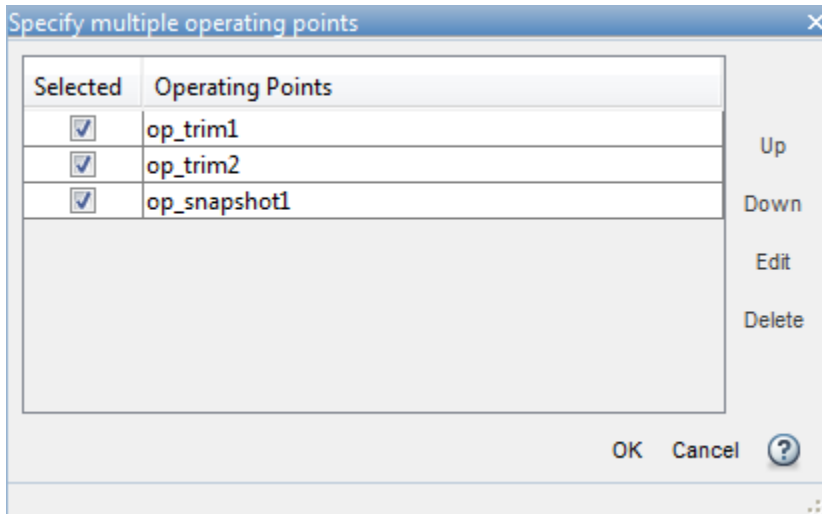 Specify multiple operating points
Selected Operating Points
op_trim1
op_trim2
op_snapshot1
Up
Down
Edit
Delete
OK Cancel ?